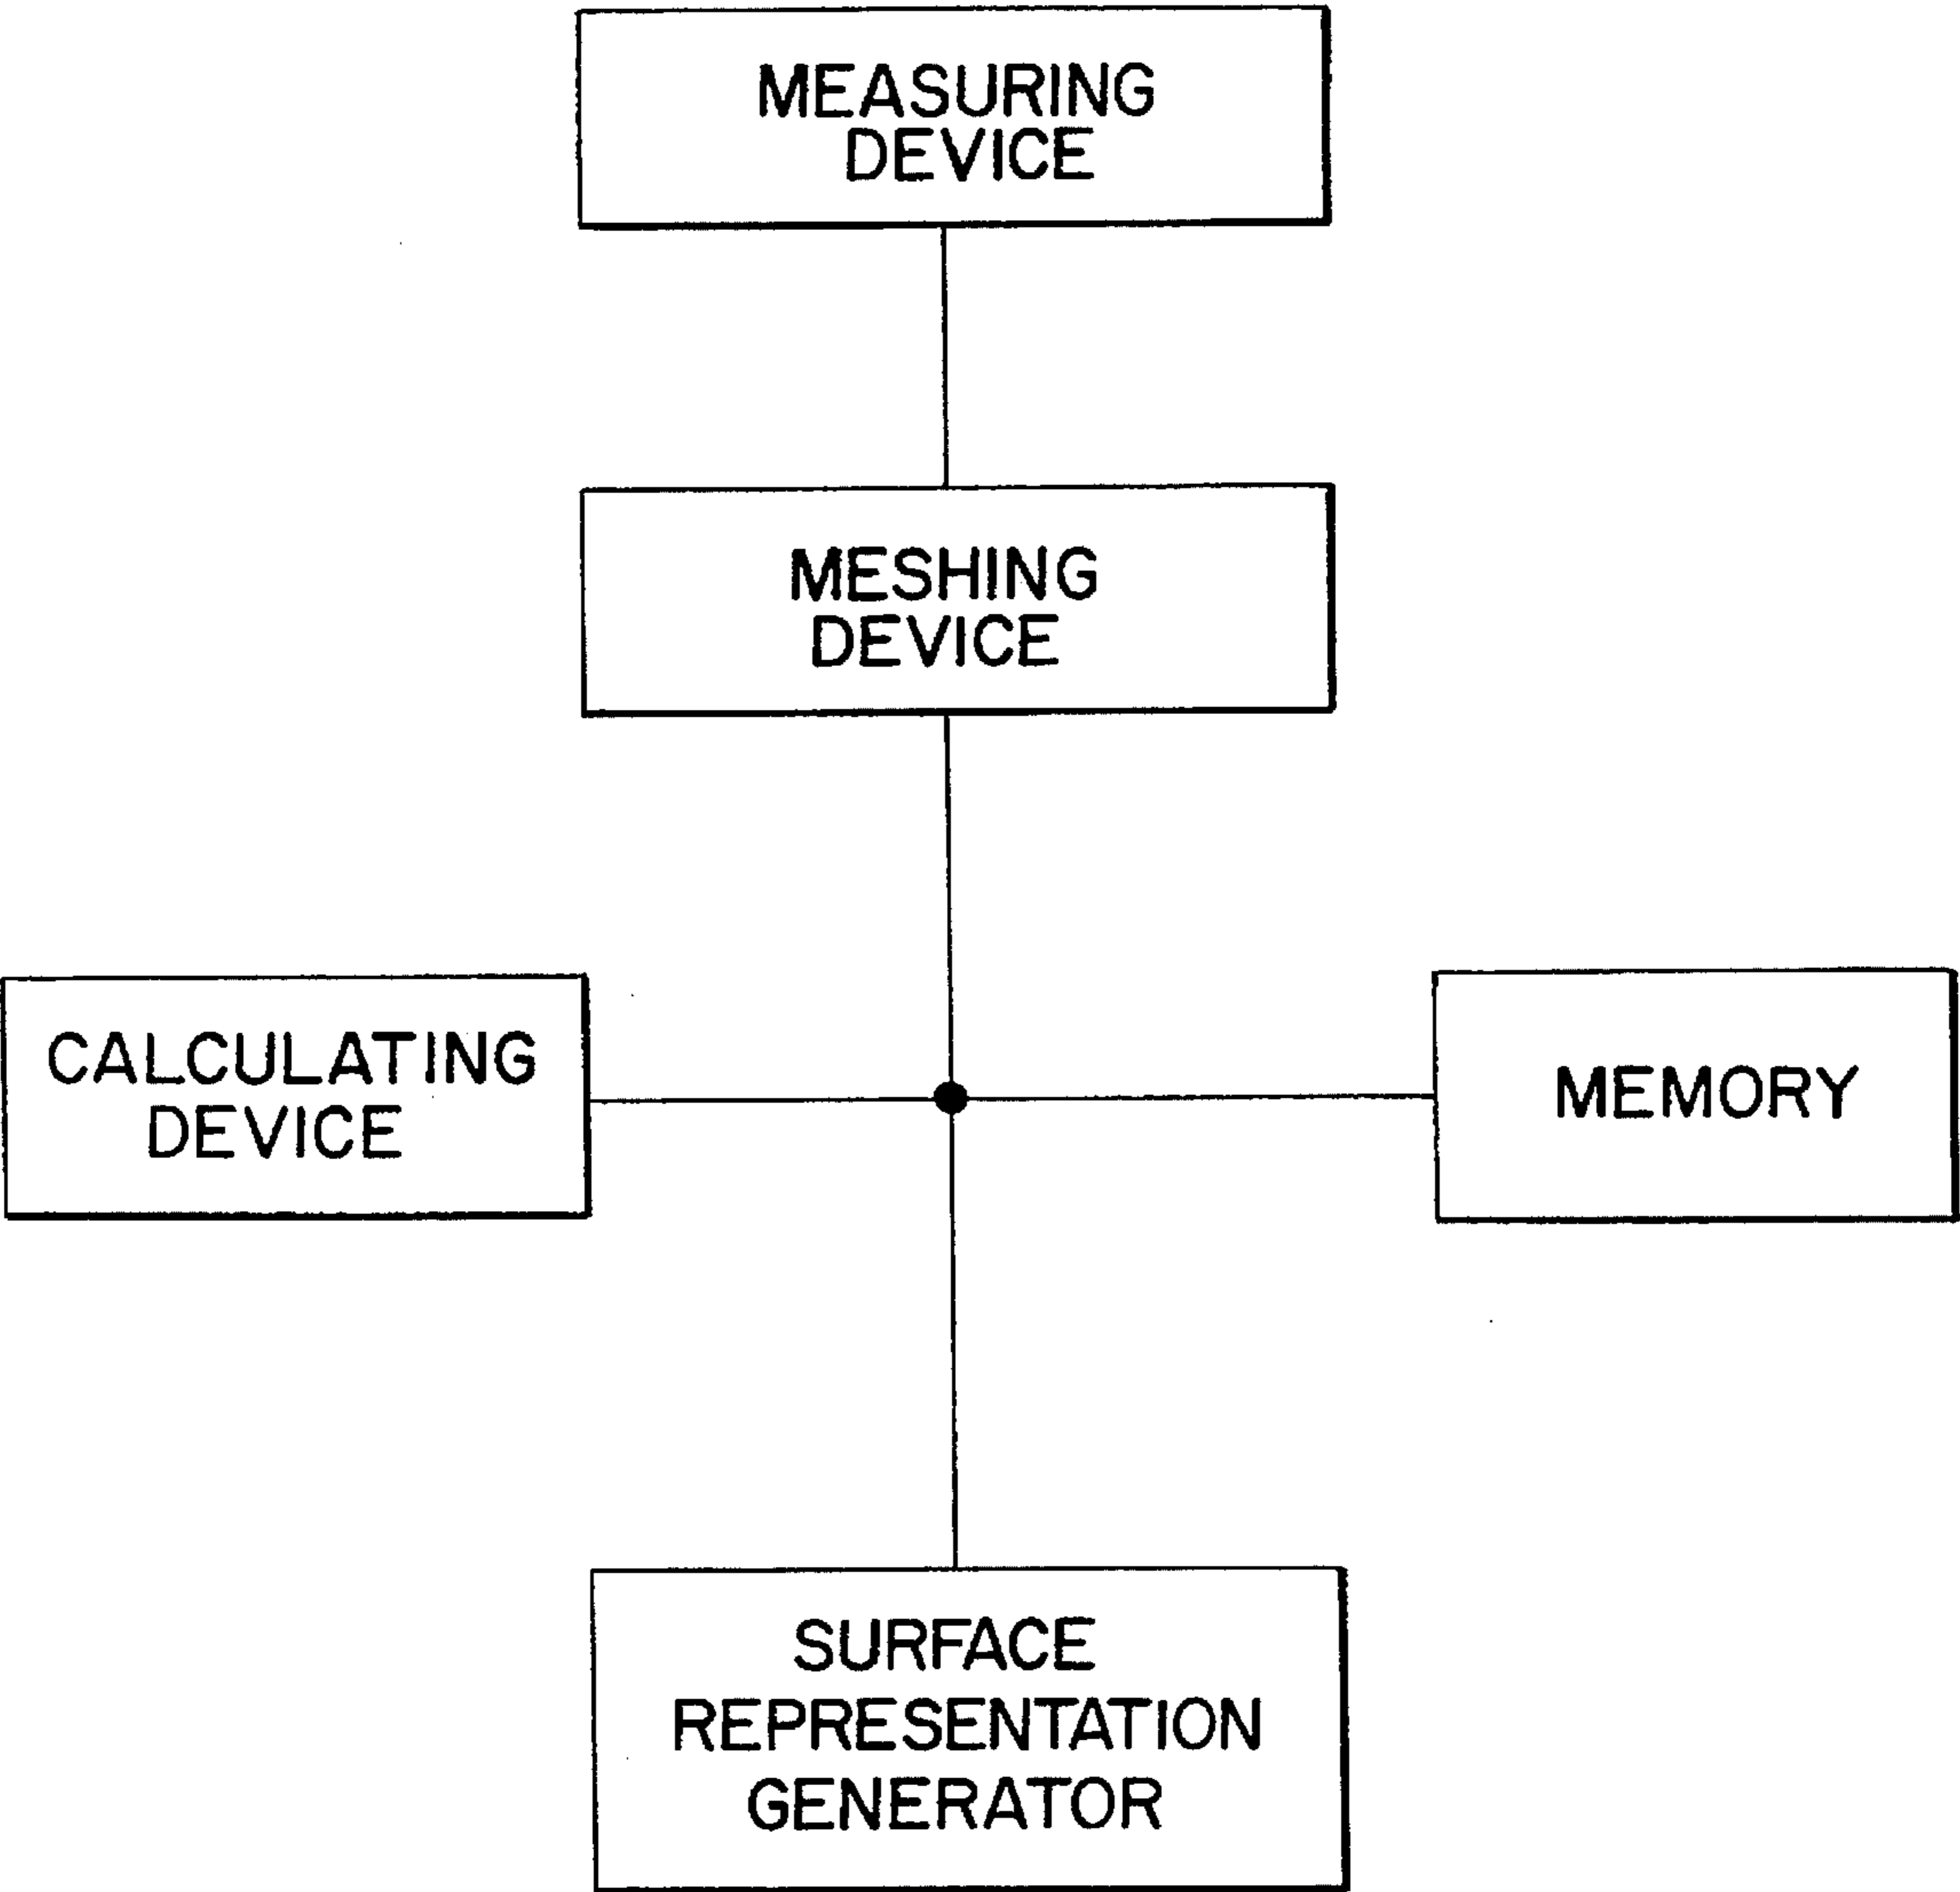 MEASURING
DEVICE
MESHING
DEVICE
CALCULATING
DEVICE
MEMORY
SURFACE
REPRESENTATION
GENERATOR